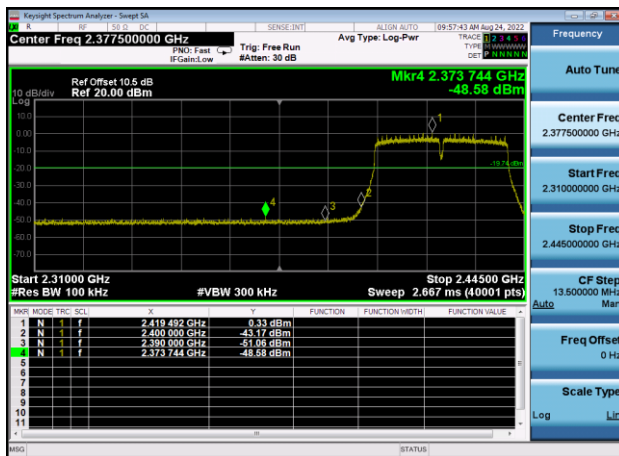 Keysight Spectrum Analyzer - Swept SA
R RF 50 Ω DC SENSE:INT ALIGN AUTO 09:57:43 AM Aug 24, 2022
Center Freq 2.377500000 GHz
PNO: Fast
IFGain:Low
Trig: Free Run
#Atten: 30 dB
Avg Type: Log-Pwr
TRACE 1 2 3 4 5 6
TYPE M W W W W W
DET P N N N N N
Ref Offset 10.5 dB
10 dB/div Ref 20.00 dBm
Log
Mkr4 2.373 744 GHz
-48.58 dBm
10.0
0.00
-10.0
-20.0
-30.0
-40.0
-50.0
-60.0
-70.0
1
2
3
4
-19.74 dBm
Start 2.31000 GHz
Stop 2.44500 GHz
#Res BW 100 kHz
#VBW 300 kHz
Sweep 2.667 ms (40001 pts)
MKR MODE TRC SCL X Y FUNCTION FUNCTION WIDTH FUNCTION VALUE
1 N 1 f 2.419 492 GHz 0.33 dBm
2 N 1 f 2.400 000 GHz -43.17 dBm
3 N 1 f 2.390 000 GHz -51.06 dBm
4 N 1 f 2.373 744 GHz -48.58 dBm
5
6
7
8
9
10
11
MSG STATUS
Frequency
Auto Tune
Center Freq
2.377500000 GHz
Start Freq
2.310000000 GHz
Stop Freq
2.445000000 GHz
CF Step
13.500000 MHz
Auto Man
Freq Offset
0 Hz
Scale Type
Log Lin